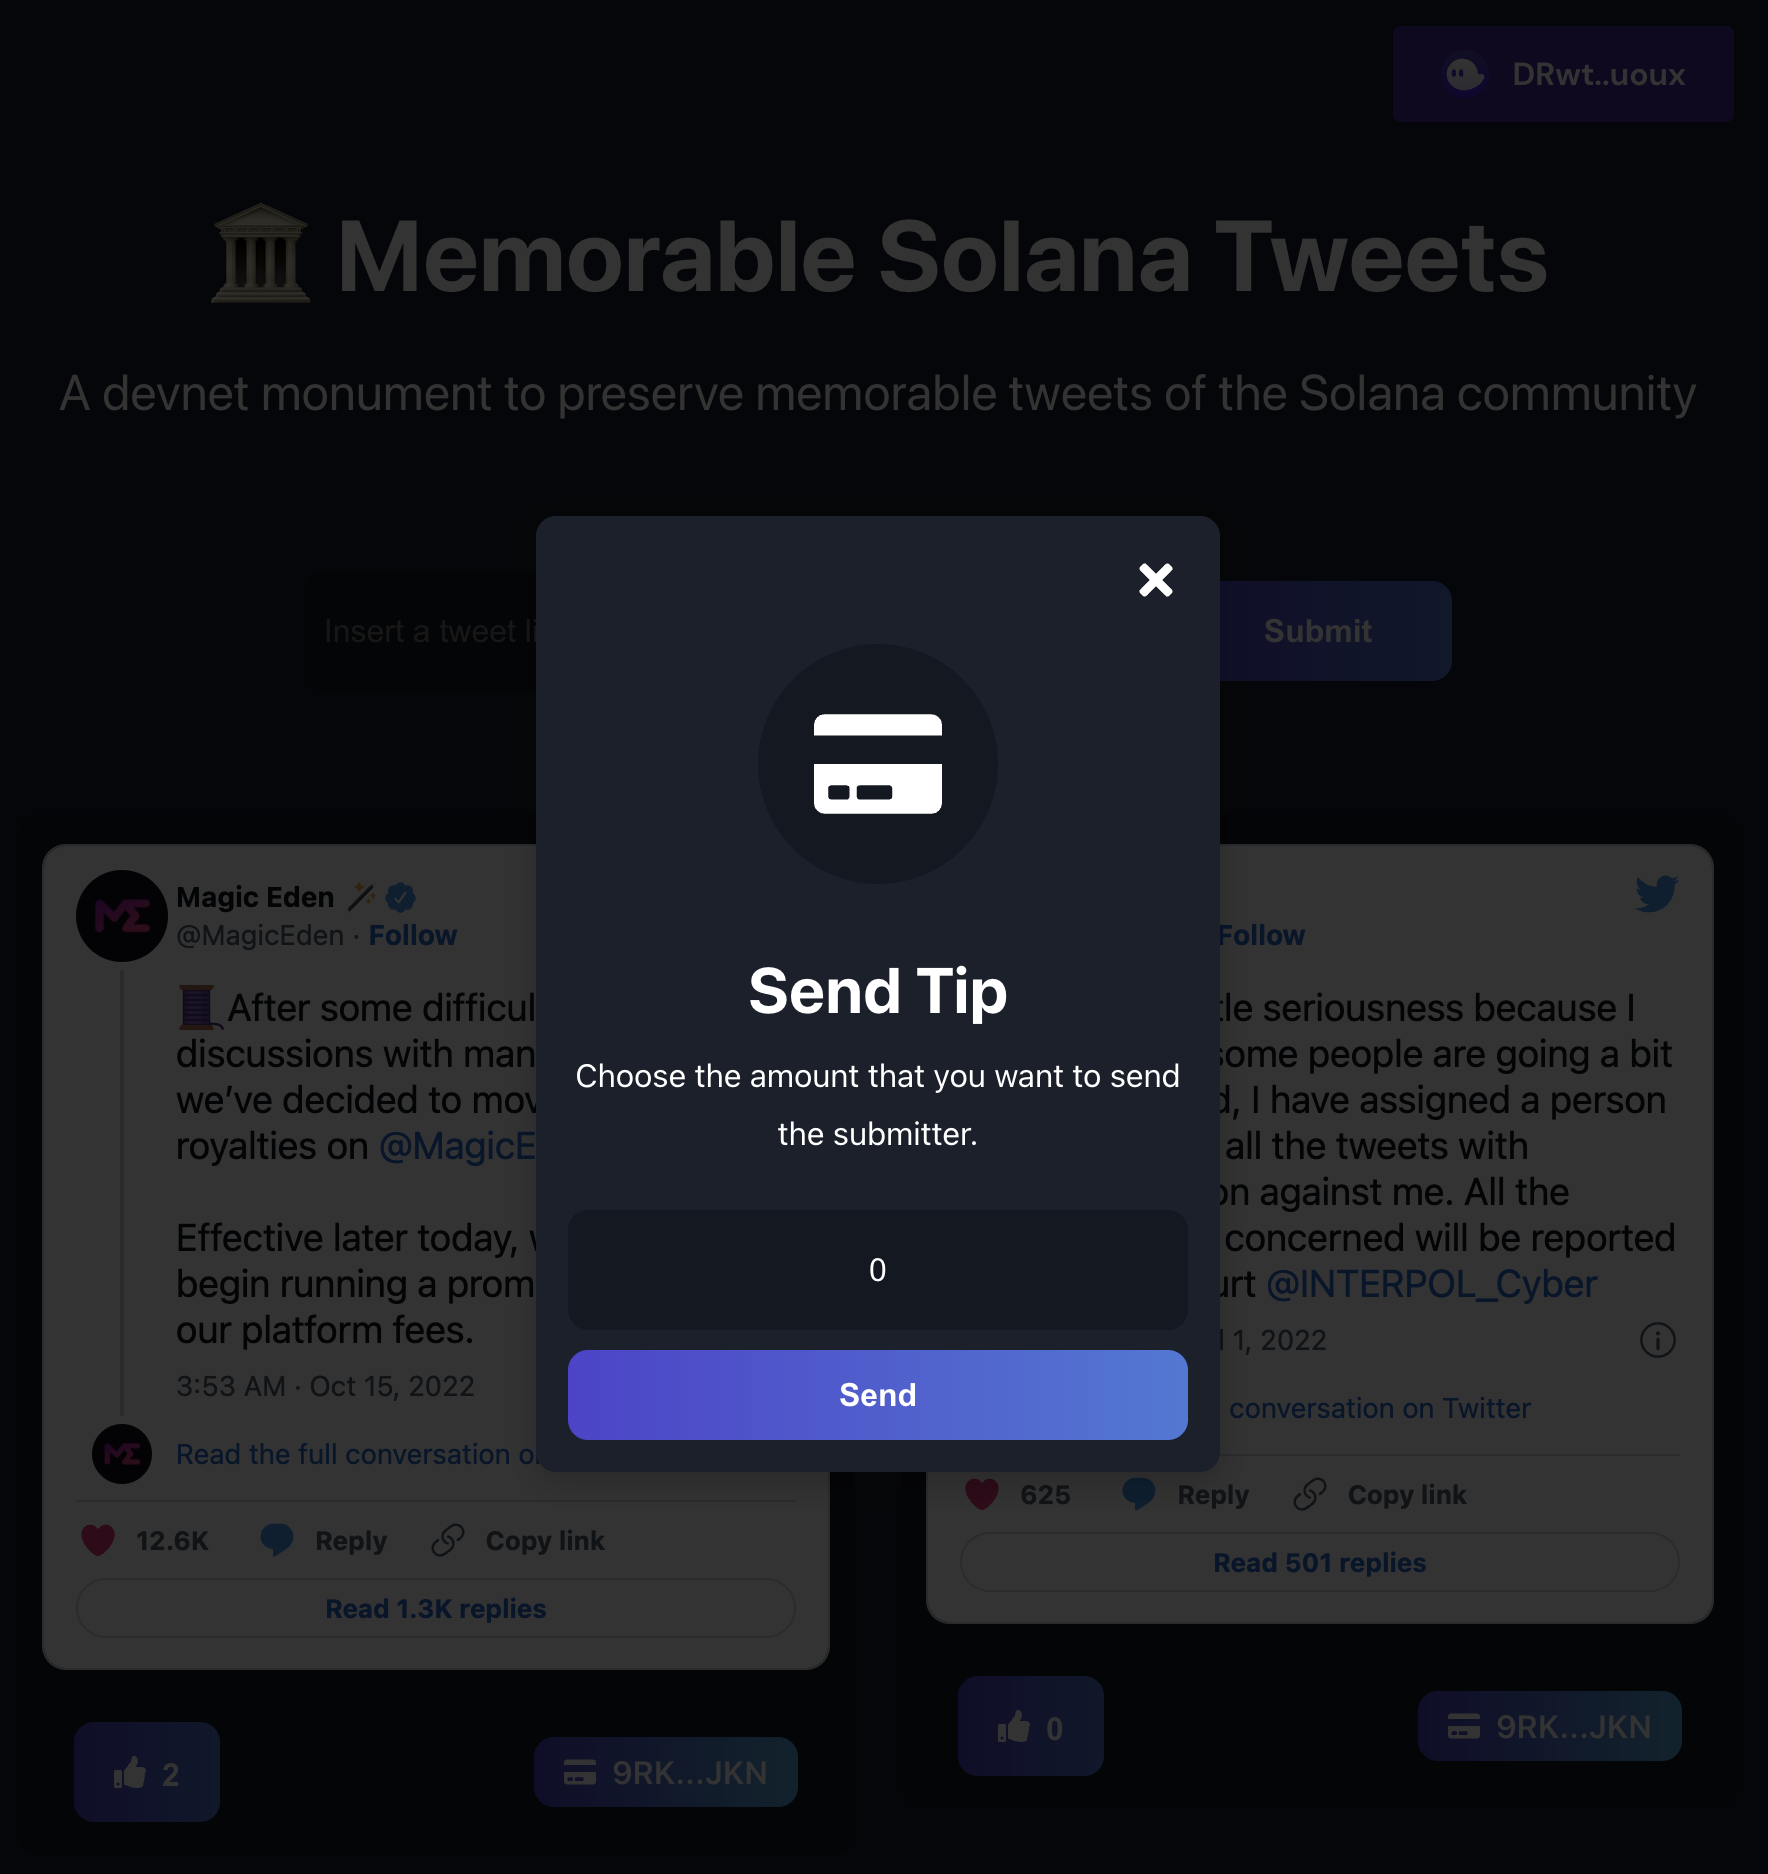 DRwt..uoux
Memorable Solana Tweets
A devnet monument to preserve memorable tweets of the Solana community
Insert a tweet li
Submit
Magic Eden
@MagicEden · Follow
After some difficul
discussions with man
we've decided to mov
royalties on @MagicE
Effective later today,
begin running a prom
our platform fees.
3:53 AM · Oct 15, 2022
Read the full conversation
12.6K Reply Copy link
Read 1.3K replies
2
9RK...JKN
Send Tip
Choose the amount that you want to send
the submitter.
0
Send
Follow
tle seriousness because I
some people are going a bit
d, I have assigned a person
all the tweets with
on against me. All the
concerned will be reported
urt @INTERPOL_Cyber
1, 2022
conversation on Twitter
625 Reply Copy link
Read 501 replies
0
9RK...JKN